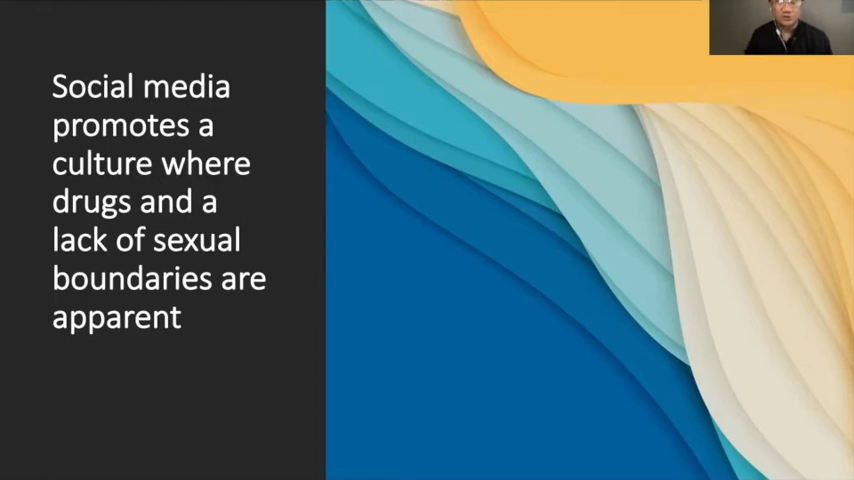 Social media
promotes a
culture where
drugs and a
lack of sexual
boundaries are
apparent